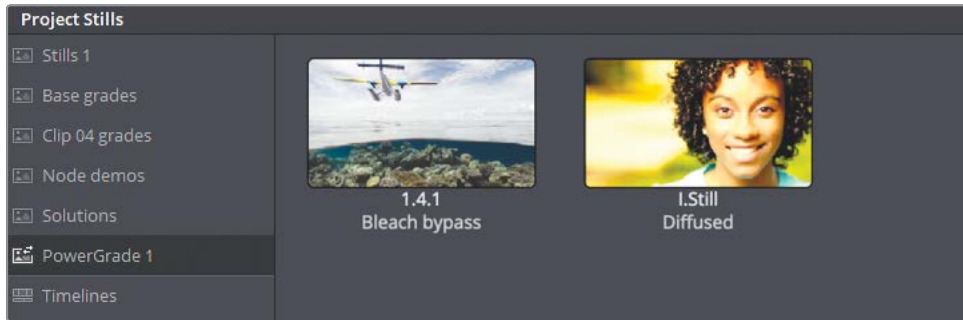 Project Stills
Stills 1
Base grades
Clip 04 grades
Node demos
Solutions
PowerGrade 1
Timelines
1.4.1
Bleach bypass
I.Still
Diffused